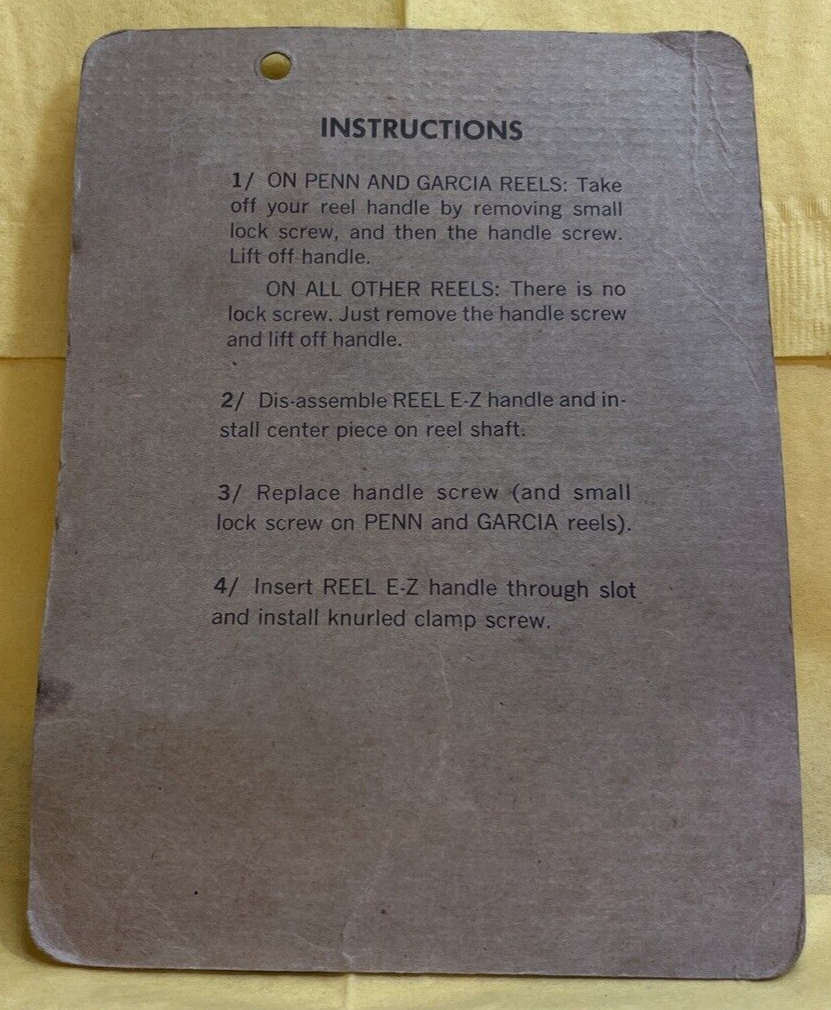 INSTRUCTIONS
1/ ON PENN AND GARCIA REELS: Take
off your reel handle by removing small
lock screw, and then the handle screw.
Lift off handle.
ON ALL OTHER REELS: There is no
lock screw. Just remove the handle screw
and lift off handle.
2/ Dis-assemble REEL E-Z handle and in-
stall center piece on reel shaft.
3/ Replace handle screw (and small
lock screw on PENN and GARCIA reels).
4/ Insert REEL E-Z handle through slot
and install knurled clamp screw.